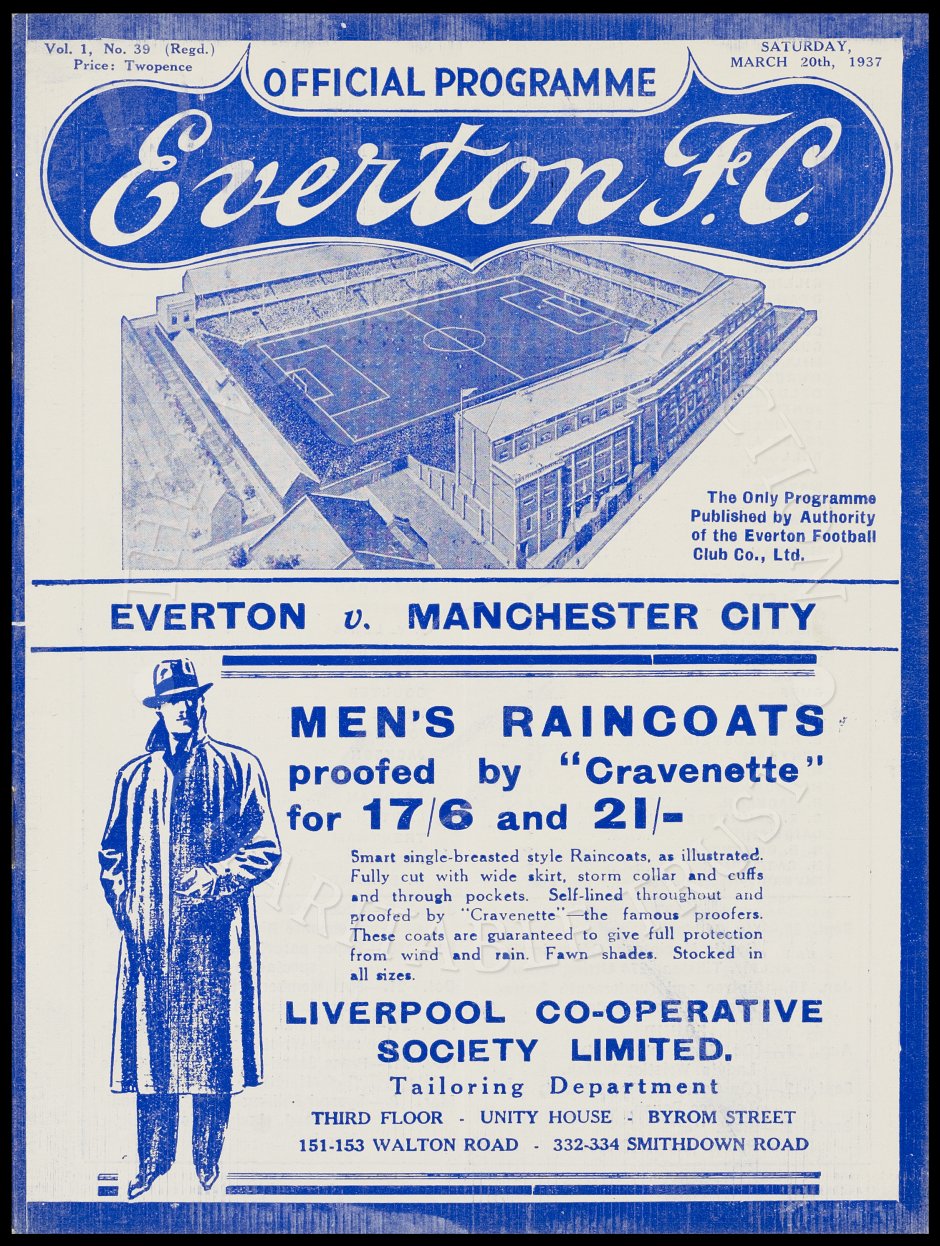 Vol. 1, No. 39 (Regd.)
Price: Twopence
SATURDAY,
MARCH 20th, 1937
OFFICIAL PROGRAMME
Everton F.C.
The Only Programme
Published by Authority
of the Everton Football
Club Co., Ltd.
EVERTON v. MANCHESTER CITY
MEN'S RAINCOATS
proofed by "Cravenette"
for 17/6 and 21/-
Smart single-breasted style Raincoats, as illustrated.
Fully cut with wide skirt, storm collar and cuffs
and through pockets. Self-lined throughout and
proofed by "Cravenette"—the famous proofers.
These coats are guaranteed to give full protection
from wind and rain. Fawn shades. Stocked in
all sizes.
LIVERPOOL CO-OPERATIVE
SOCIETY LIMITED.
Tailoring Department
THIRD FLOOR - UNITY HOUSE - BYROM STREET
151-153 WALTON ROAD - 332-334 SMITHDOWN ROAD